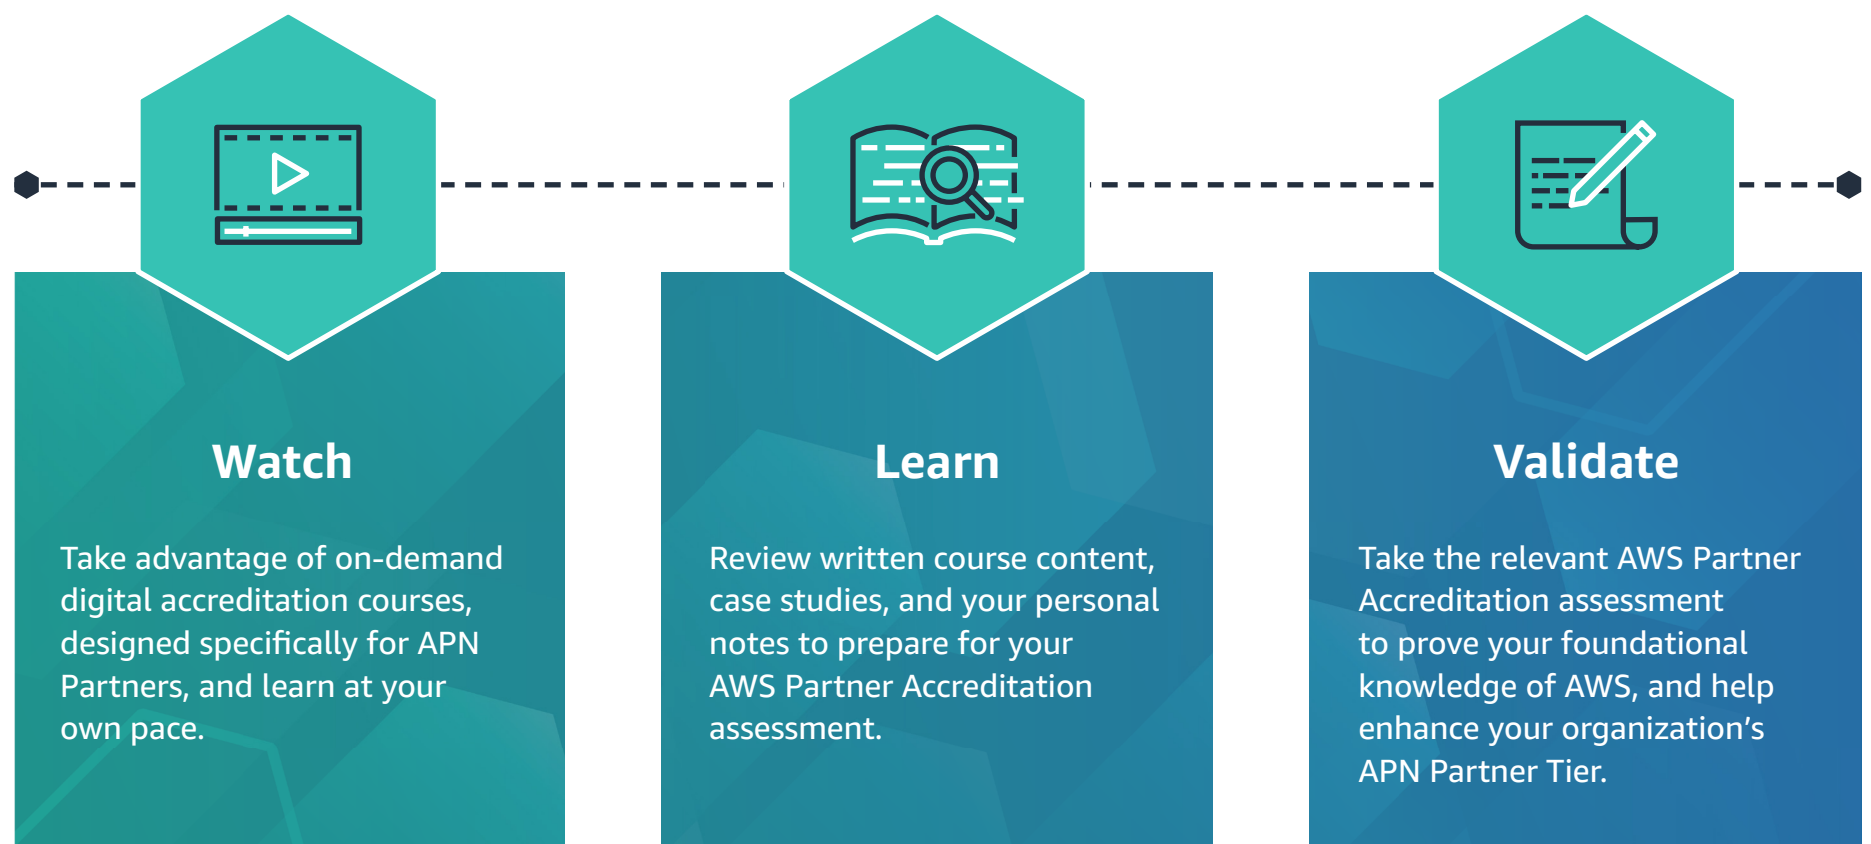 Watch
Take advantage of on-demand
digital accreditation courses,
designed specifically for APN
Partners, and learn at your
own pace.
Learn
Review written course content,
case studies, and your personal
notes to prepare for your
AWS Partner Accreditation
assessment.
Validate
Take the relevant AWS Partner
Accreditation assessment
to prove your foundational
knowledge of AWS, and help
enhance your organization’s
APN Partner Tier.